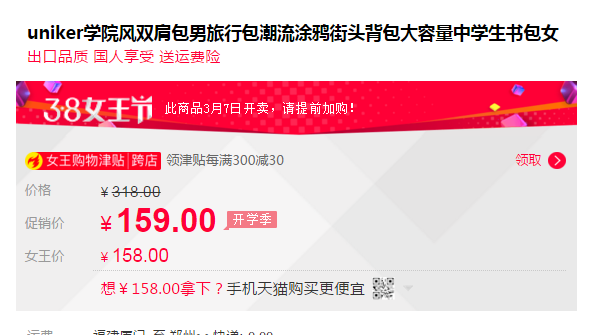 uniker学院风双肩包男旅行包潮流涂鸦街头背包大容量中学生书包女
出口品质 国人享受 送运费险
3·8女王节 此商品3月7日开卖，请提前加购！
女王购物津贴 跨店 领津贴每满300减30 领取
价格 ¥ 318.00
促销价 ¥ 159.00 开学季
女王价 ¥ 158.00
想¥158.00拿下？手机天猫购买更便宜